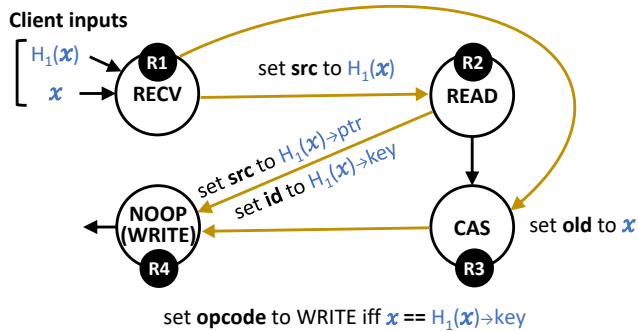 Client inputs
H₁(x)
x
R1
RECV
set src to H₁(x)
R2
READ
set src to H₁(x)→ptr
set id to H₁(x)→key
NOOP
(WRITE)
R4
CAS
R3
set old to x
set opcode to WRITE iff x == H₁(x)→key